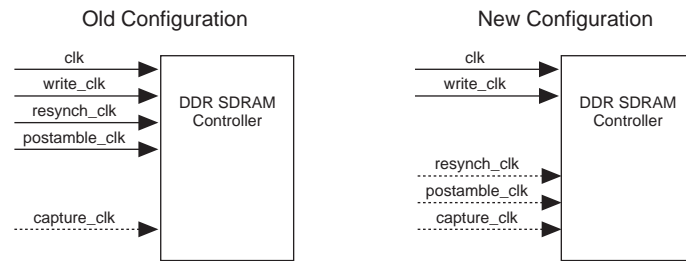 Old Configuration
clk
write_clk
resynch_clk
postamble_clk
capture_clk
DDR SDRAM
Controller
New Configuration
clk
write_clk
resynch_clk
postamble_clk
capture_clk
DDR SDRAM
Controller